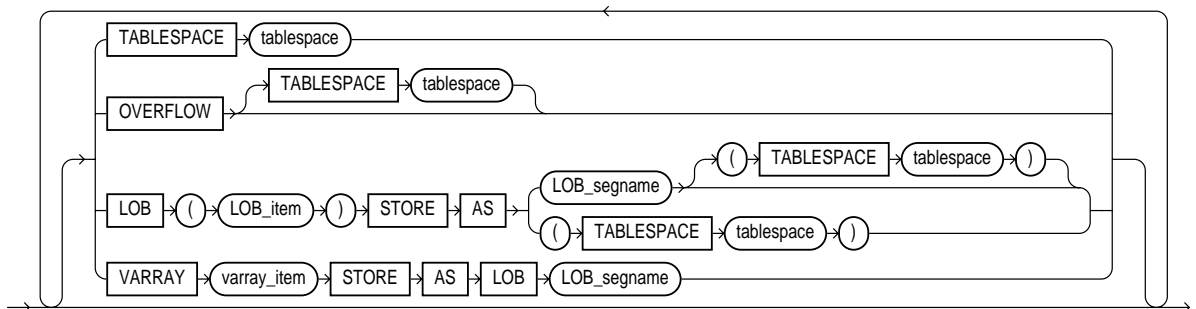 TABLESPACE tablespace
OVERFLOW TABLESPACE tablespace
LOB ( LOB_item ) STORE AS LOB_segname ( TABLESPACE tablespace )
( TABLESPACE tablespace )
VARRAY varray_item STORE AS LOB LOB_segname